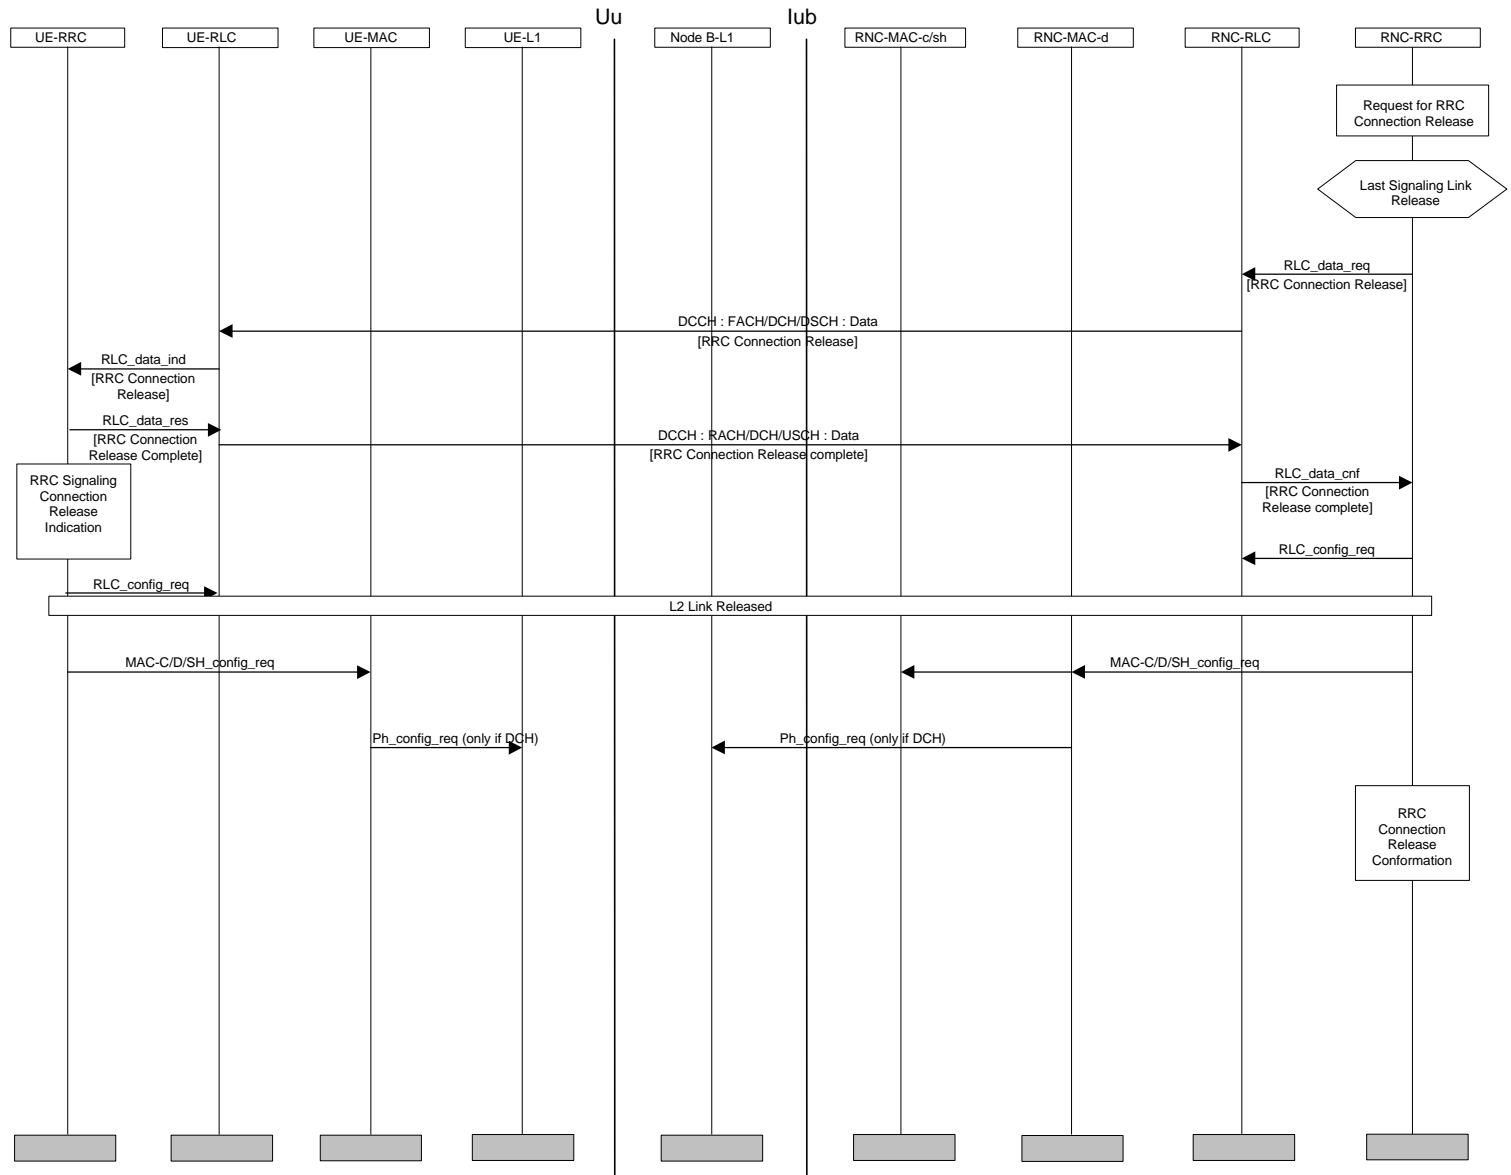 Uu
Iub
UE-RRC
UE-RLC
UE-MAC
UE-L1
Node B-L1
RNC-MAC-c/sh
RNC-MAC-d
RNC-RLC
RNC-RRC
Request for RRC
Connection Release
Last Signaling Link
Release
RLC_data_req
[RRC Connection Release]
DCCH : FACH/DCH/DSCH : Data
[RRC Connection Release]
RLC_data_ind
[RRC Connection
Release]
RLC_data_res
[RRC Connection
Release Complete]
DCCH : RACH/DCH/USCH : Data
[RRC Connection Release complete]
RLC_data_cnf
[RRC Connection
Release complete]
RRC Signaling
Connection
Release
Indication
RLC_config_req
RLC_config_req
L2 Link Released
MAC-C/D/SH_config_req
MAC-C/D/SH_config_req
Ph_config_req (only if DCH)
Ph_config_req (only if DCH)
RRC
Connection
Release
Conformation